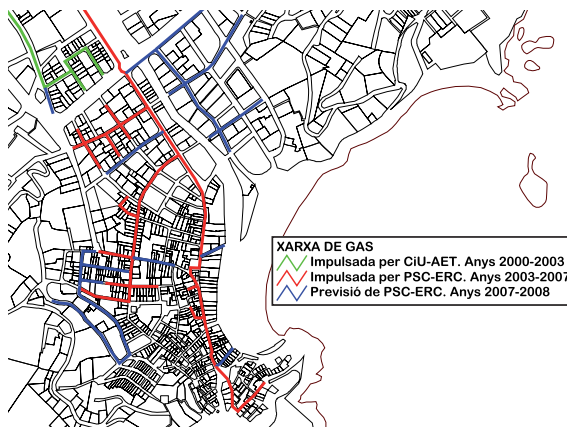 XARXA DE GAS
Impulsada per CiU-AET. Anys 2000-2003
Impulsada per PSC-ERC. Anys 2003-2007
Previsió de PSC-ERC. Anys 2007-2008